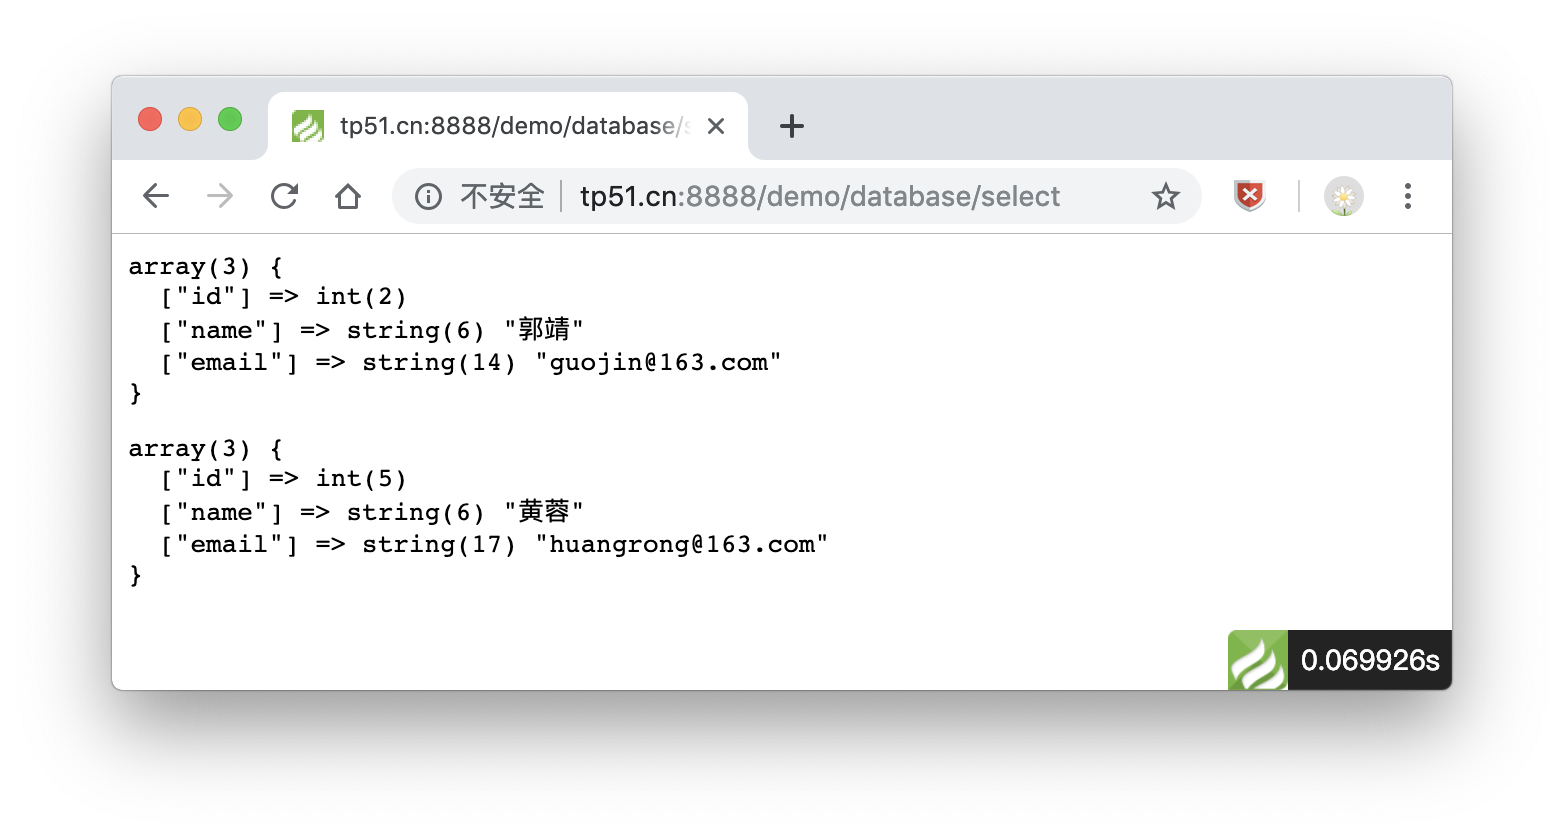 tp51.cn:8888/demo/database/s
不安全 tp51.cn:8888/demo/database/select
array(3) {
  ["id"] => int(2)
  ["name"] => string(6) "郭靖"
  ["email"] => string(14) "guojin@163.com"
}
array(3) {
  ["id"] => int(5)
  ["name"] => string(6) "黄蓉"
  ["email"] => string(17) "huangrong@163.com"
}
0.069926s